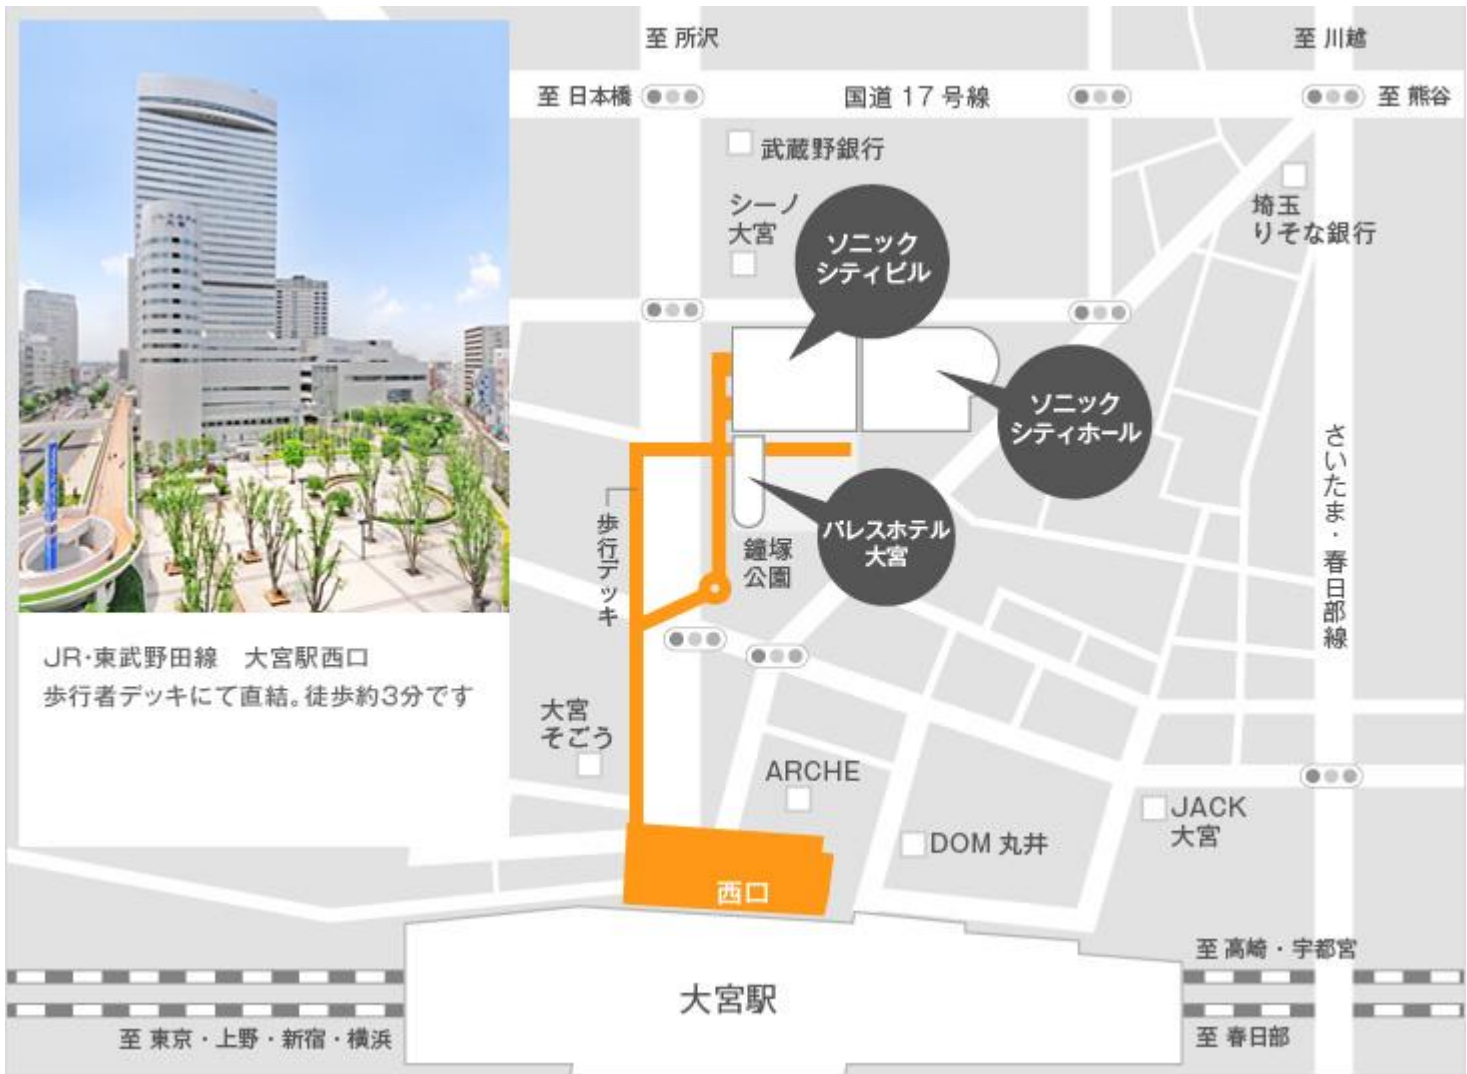 至 所沢
至 川越
至 日本橋
国道 17 号線
至 熊谷
武蔵野銀行
シーノ
大宮
ソニック
シティビル
埼玉
りそな銀行
ソニック
シティホール
さいたま・春日部線
歩行デッキ
パレスホテル
大宮
鐘塚
公園
JR・東武野田線　大宮駅西口
歩行者デッキにて直結。徒歩約3分です
大宮
そごう
ARCHE
JACK
大宮
DOM 丸井
西口
至 高崎・宇都宮
大宮駅
至 東京・上野・新宿・横浜
至 春日部